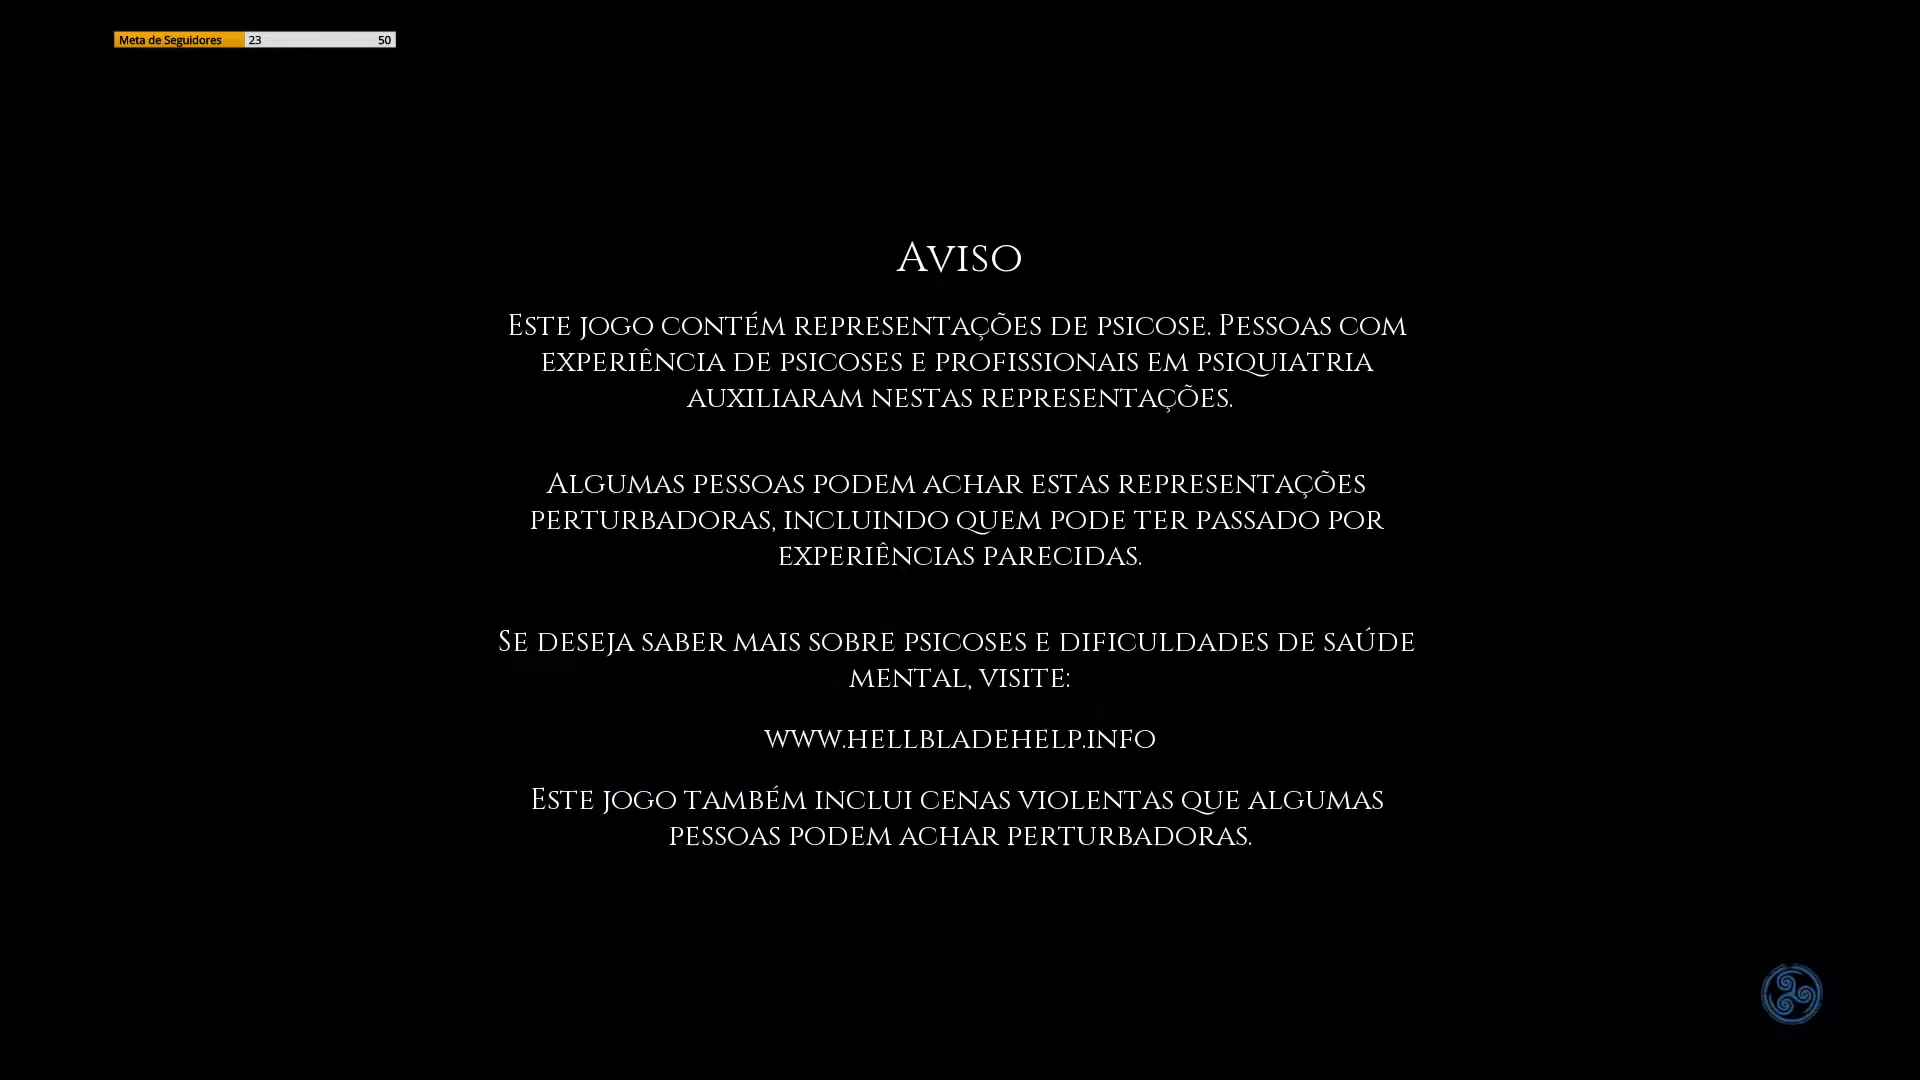 Meta de Seguidores 23 50
Aviso
Este jogo contém representações de psicose. Pessoas com
experiência de psicoses e profissionais em psiquiatria
auxiliaram nestas representações.
Algumas pessoas podem achar estas representações
perturbadoras, incluindo quem pode ter passado por
experiências parecidas.
Se deseja saber mais sobre psicoses e dificuldades de saúde
mental, visite:
www.hellbladehelp.info
Este jogo também inclui cenas violentas que algumas
pessoas podem achar perturbadoras.